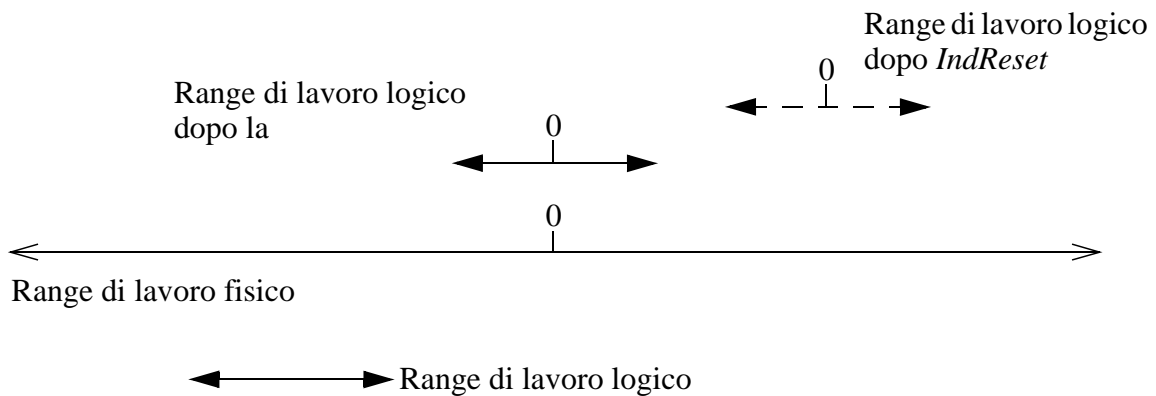 Range di lavoro logico
dopo IndReset
0
Range di lavoro logico
dopo la
0
0
Range di lavoro fisico
Range di lavoro logico